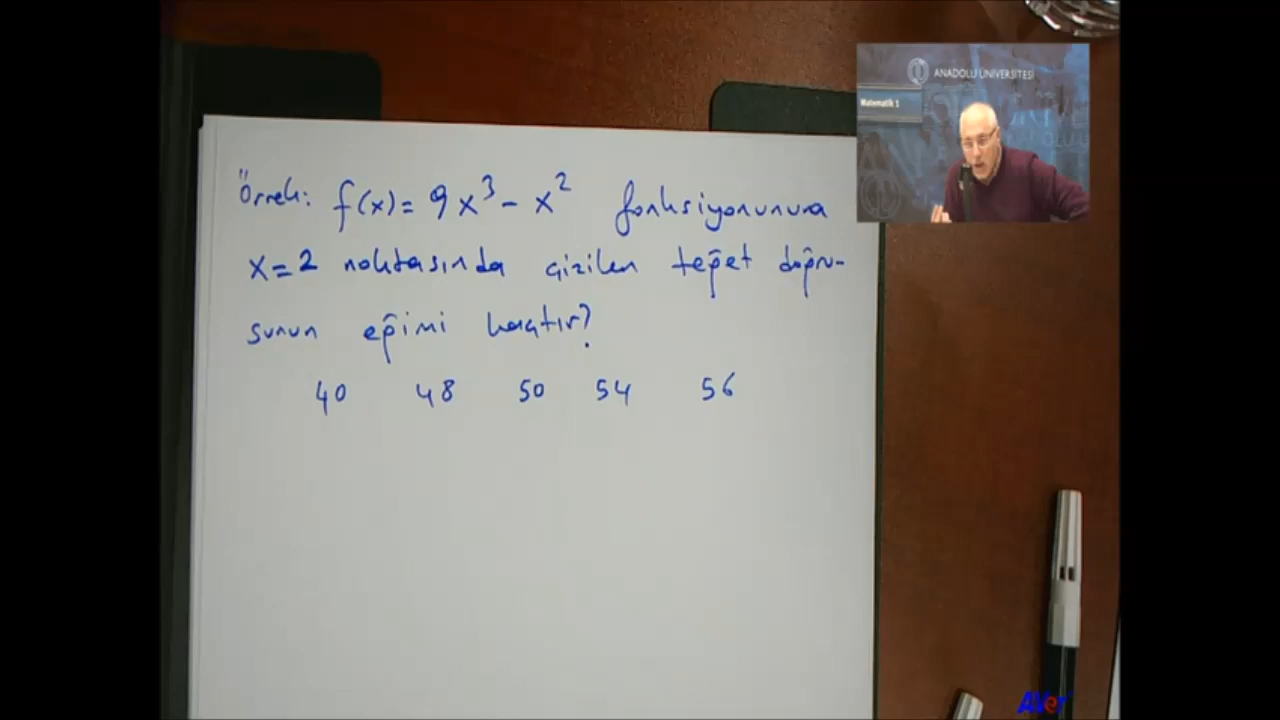 Örnek: f(x) = 9x³ - x² fonksiyonunun
x=2 noktasında çizilen teğet doğru-
sunun eğimi kaçtır?
40 48 50 54 56
ANADOLU ÜNİVERSİTESİ
Matematik 1
AVer